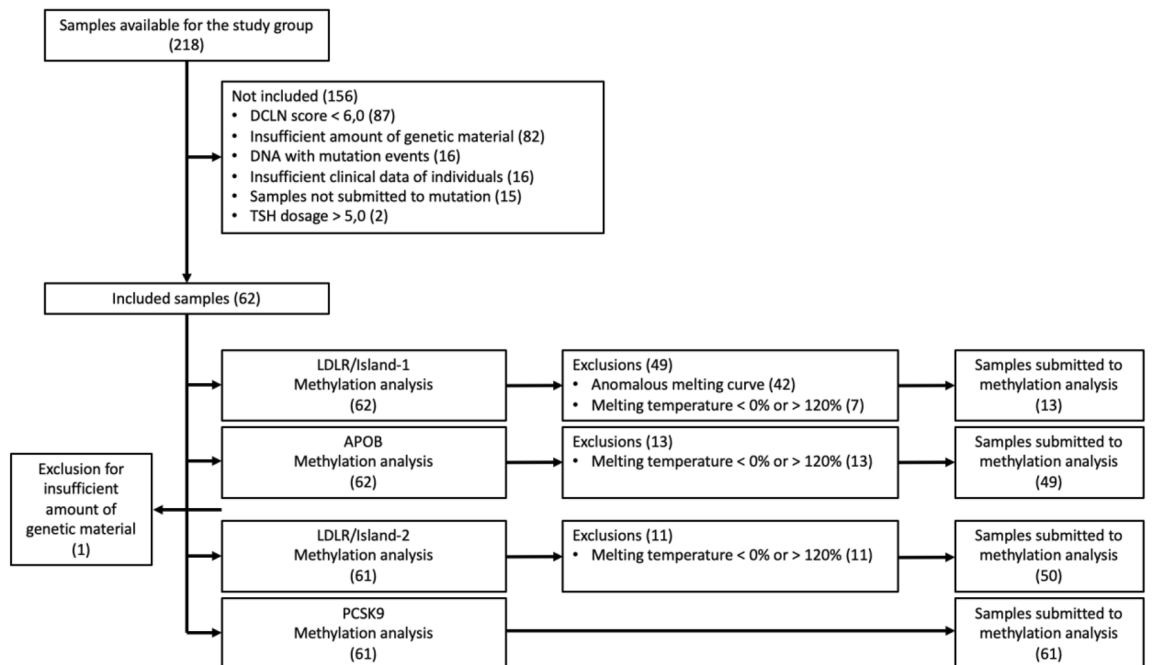 Samples available for the study group
(218)
Not included (156)
• DCLN score < 6,0 (87)
• Insufficient amount of genetic material (82)
• DNA with mutation events (16)
• Insufficient clinical data of individuals (16)
• Samples not submitted to mutation (15)
• TSH dosage > 5,0 (2)
Included samples (62)
LDLR/Island-1
Methylation analysis
(62)
Exclusions (49)
• Anomalous melting curve (42)
• Melting temperature < 0% or > 120% (7)
Samples submitted to
methylation analysis
(13)
APOB
Methylation analysis
(62)
Exclusions (13)
• Melting temperature < 0% or > 120% (13)
Samples submitted to
methylation analysis
(49)
Exclusion for
insufficient
amount of
genetic material
(1)
LDLR/Island-2
Methylation analysis
(61)
Exclusions (11)
• Melting temperature < 0% or > 120% (11)
Samples submitted to
methylation analysis
(50)
PCSK9
Methylation analysis
(61)
Samples submitted to
methylation analysis
(61)